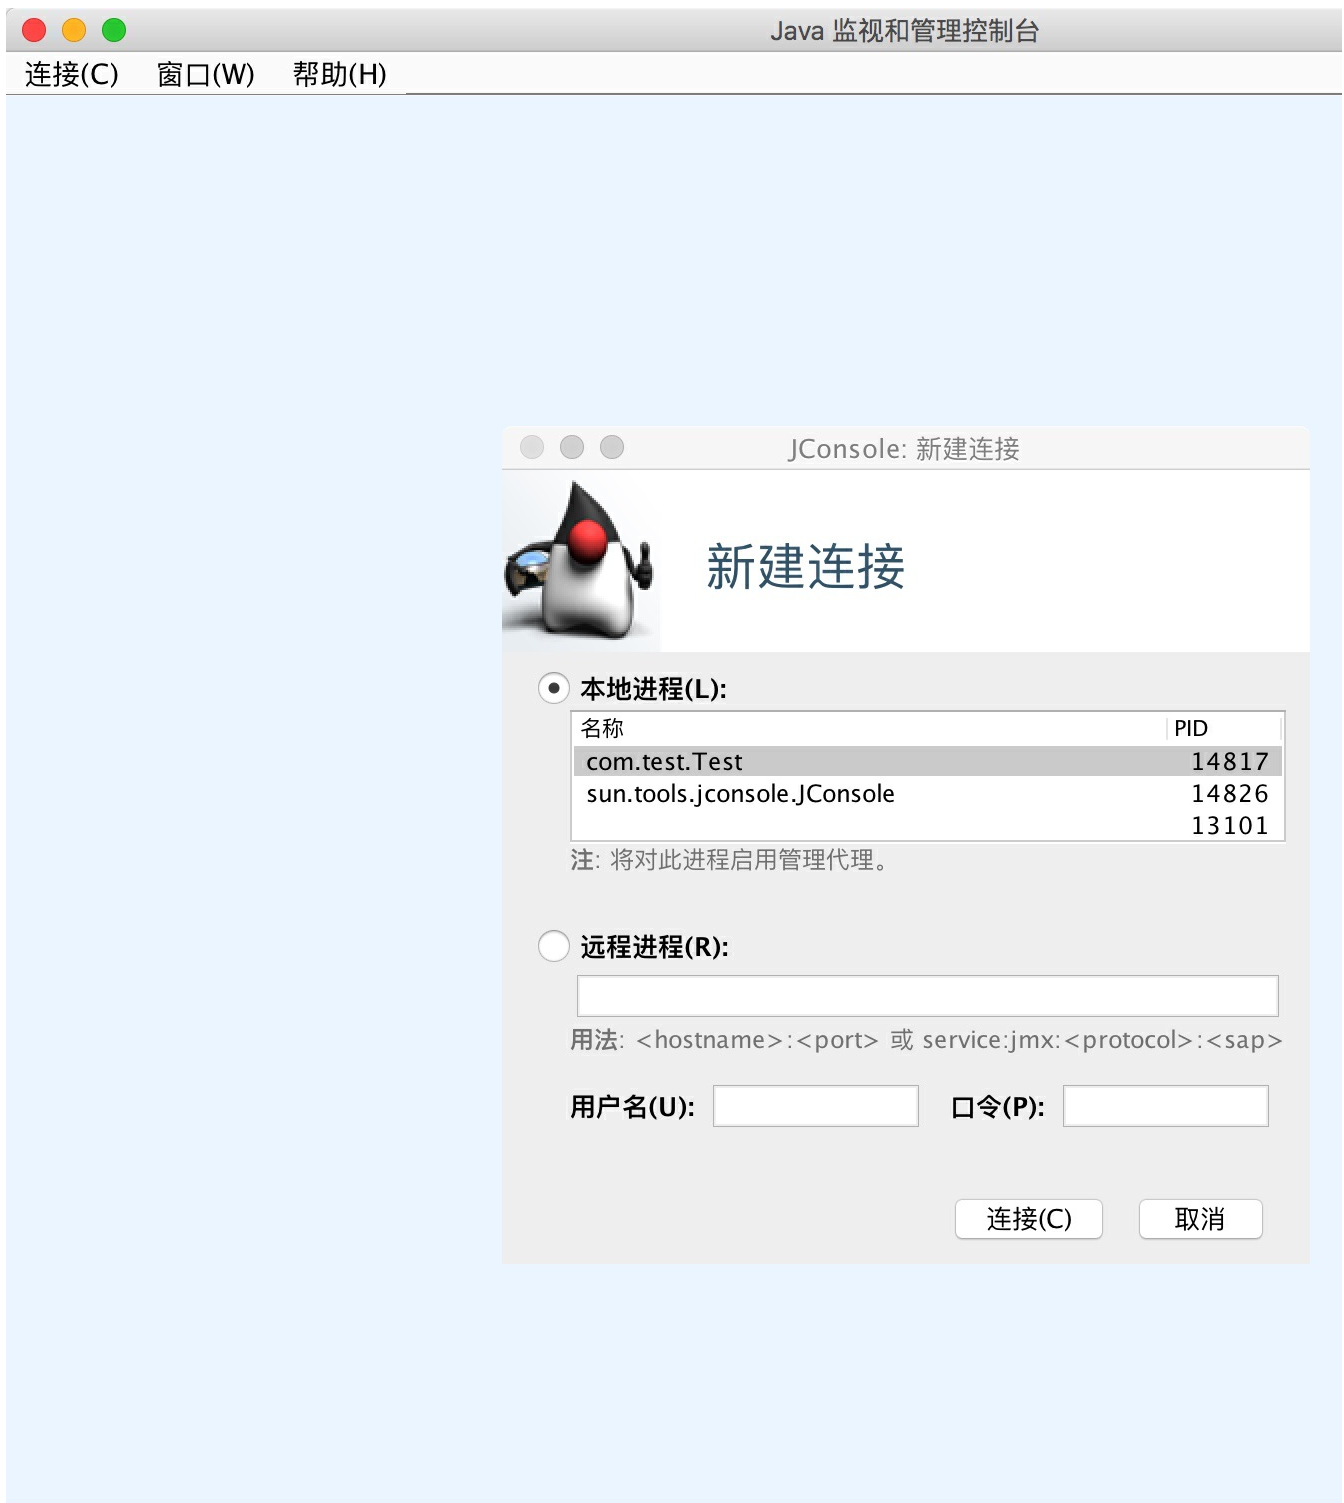 Java 监视和管理控制台
连接(C) 窗口(W) 帮助(H)
JConsole: 新建连接
新建连接
本地进程(L):
名称 PID
com.test.Test 14817
sun.tools.jconsole.JConsole 14826
13101
注: 将对此进程启用管理代理。
远程进程(R):
用法: <hostname>:<port> 或 service:jmx:<protocol>:<sap>
用户名(U): 口令(P):
连接(C) 取消